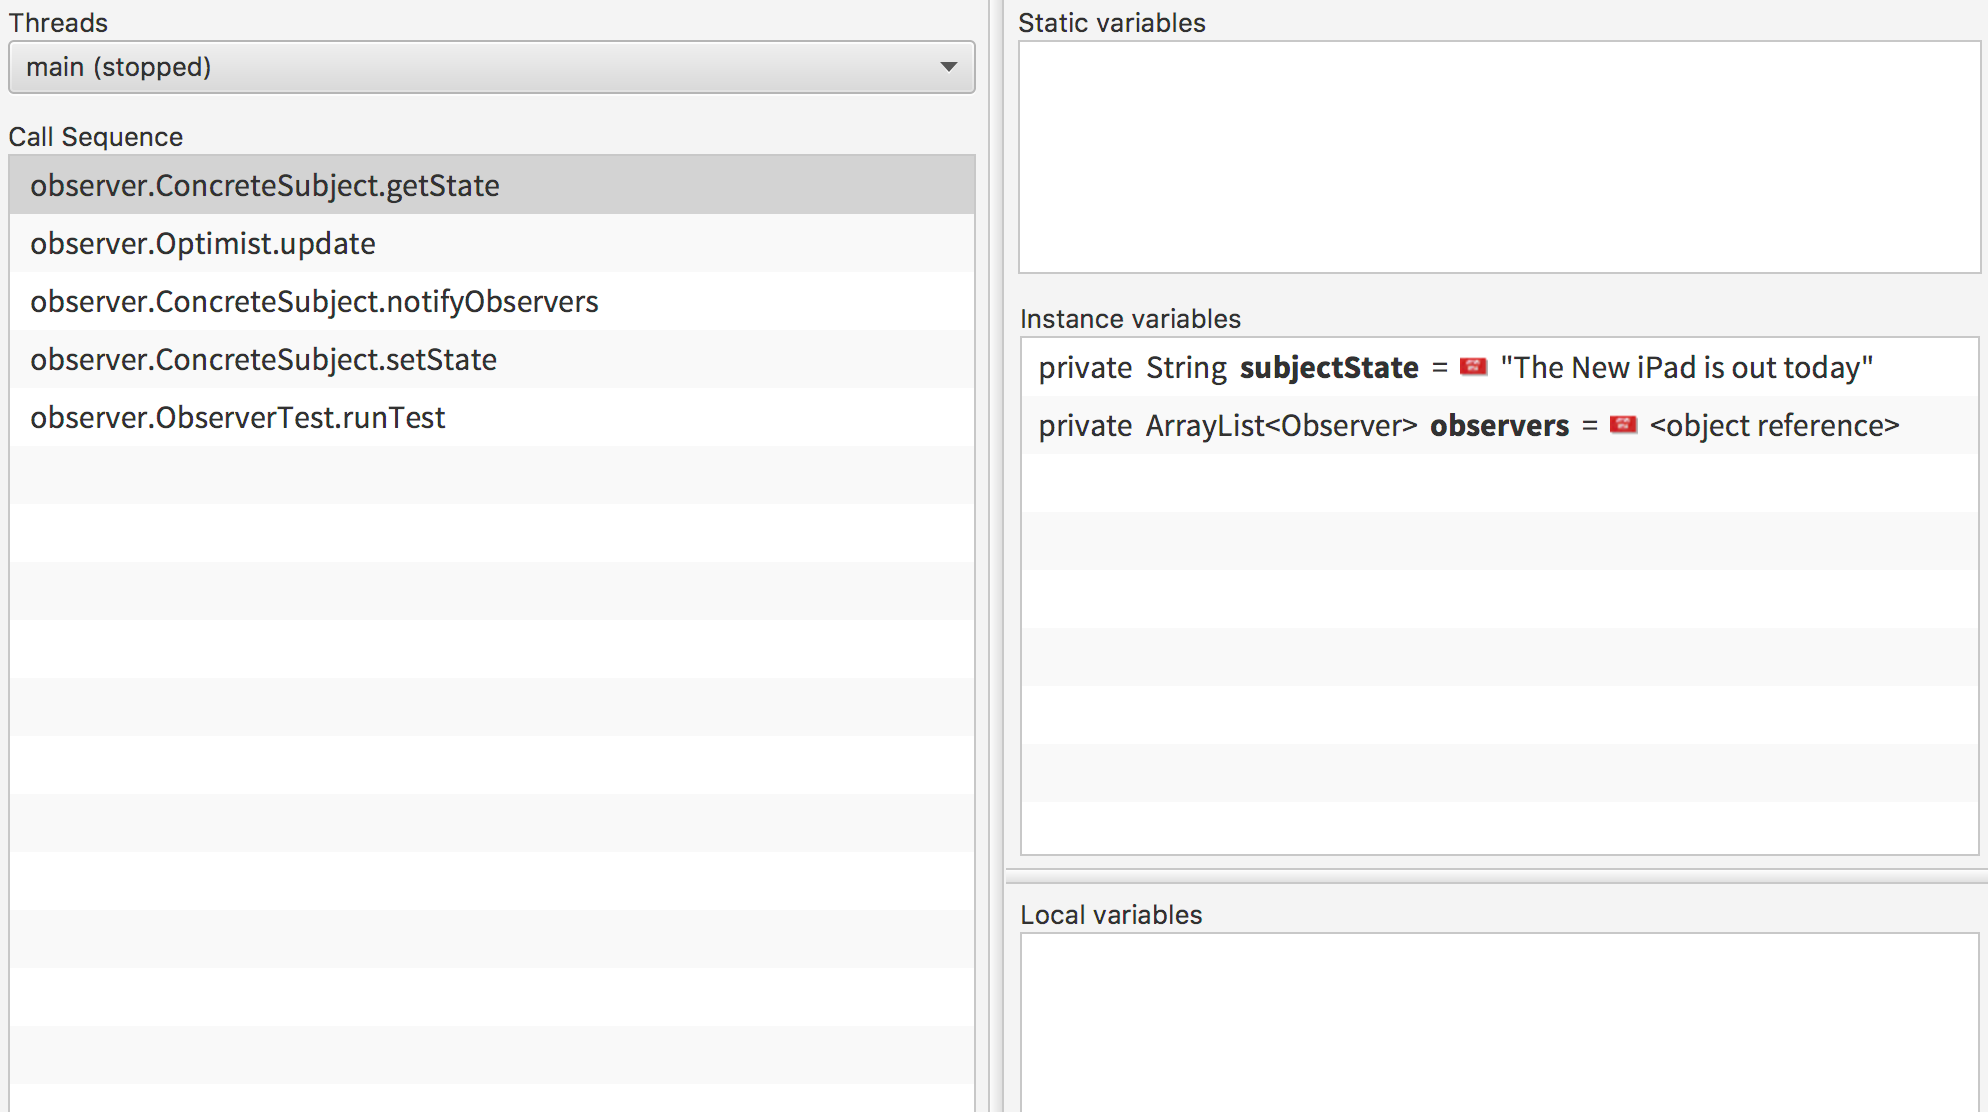 Threads
main (stopped)
Call Sequence
observer.ConcreteSubject.getState
observer.Optimist.update
observer.ConcreteSubject.notifyObservers
observer.ConcreteSubject.setState
observer.ObserverTest.runTest
Static variables
Instance variables
private String subjectState = "The New iPad is out today"
private ArrayList<Observer> observers = <object reference>
Local variables